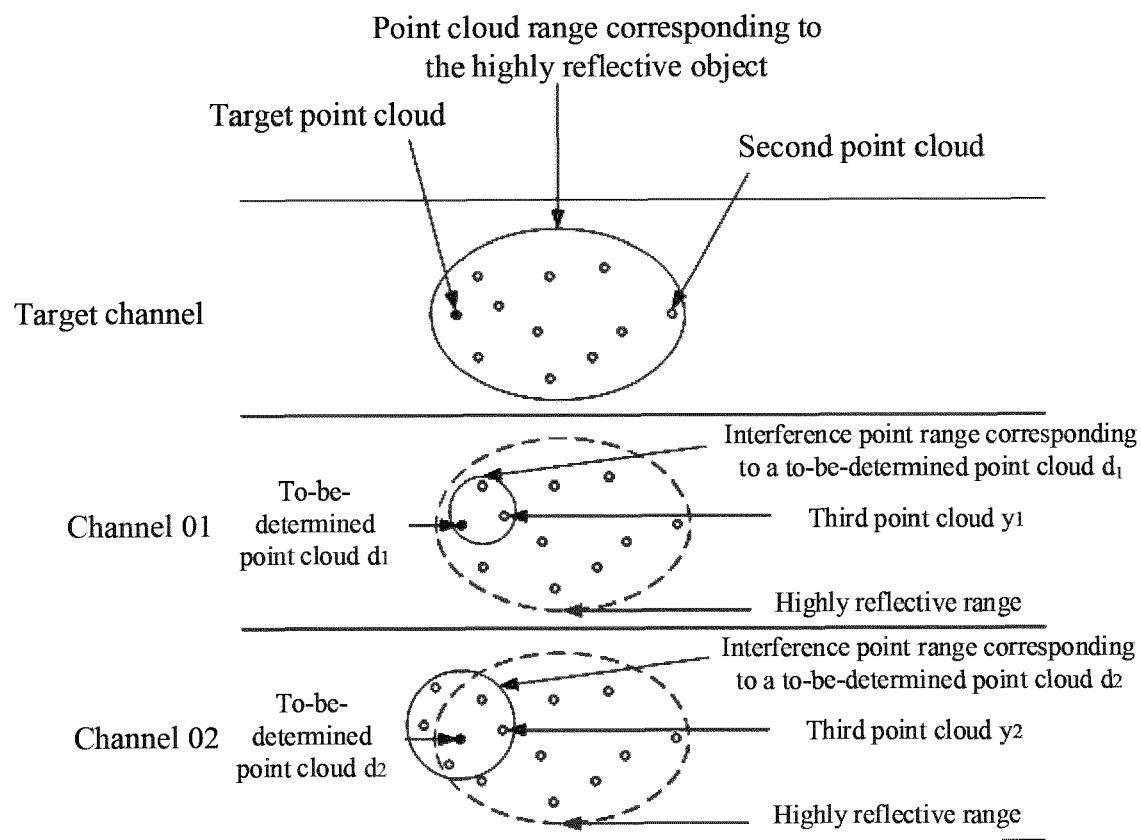 Point cloud range corresponding to
the highly reflective object
Target point cloud
Second point cloud
Target channel
Interference point range corresponding
to a to-be-determined point cloud d1
To-be-
determined
point cloud d1
Channel 01
Third point cloud y1
Highly reflective range
Interference point range corresponding
to a to-be-determined point cloud d2
To-be-
determined
point cloud d2
Channel 02
Third point cloud y2
Highly reflective range